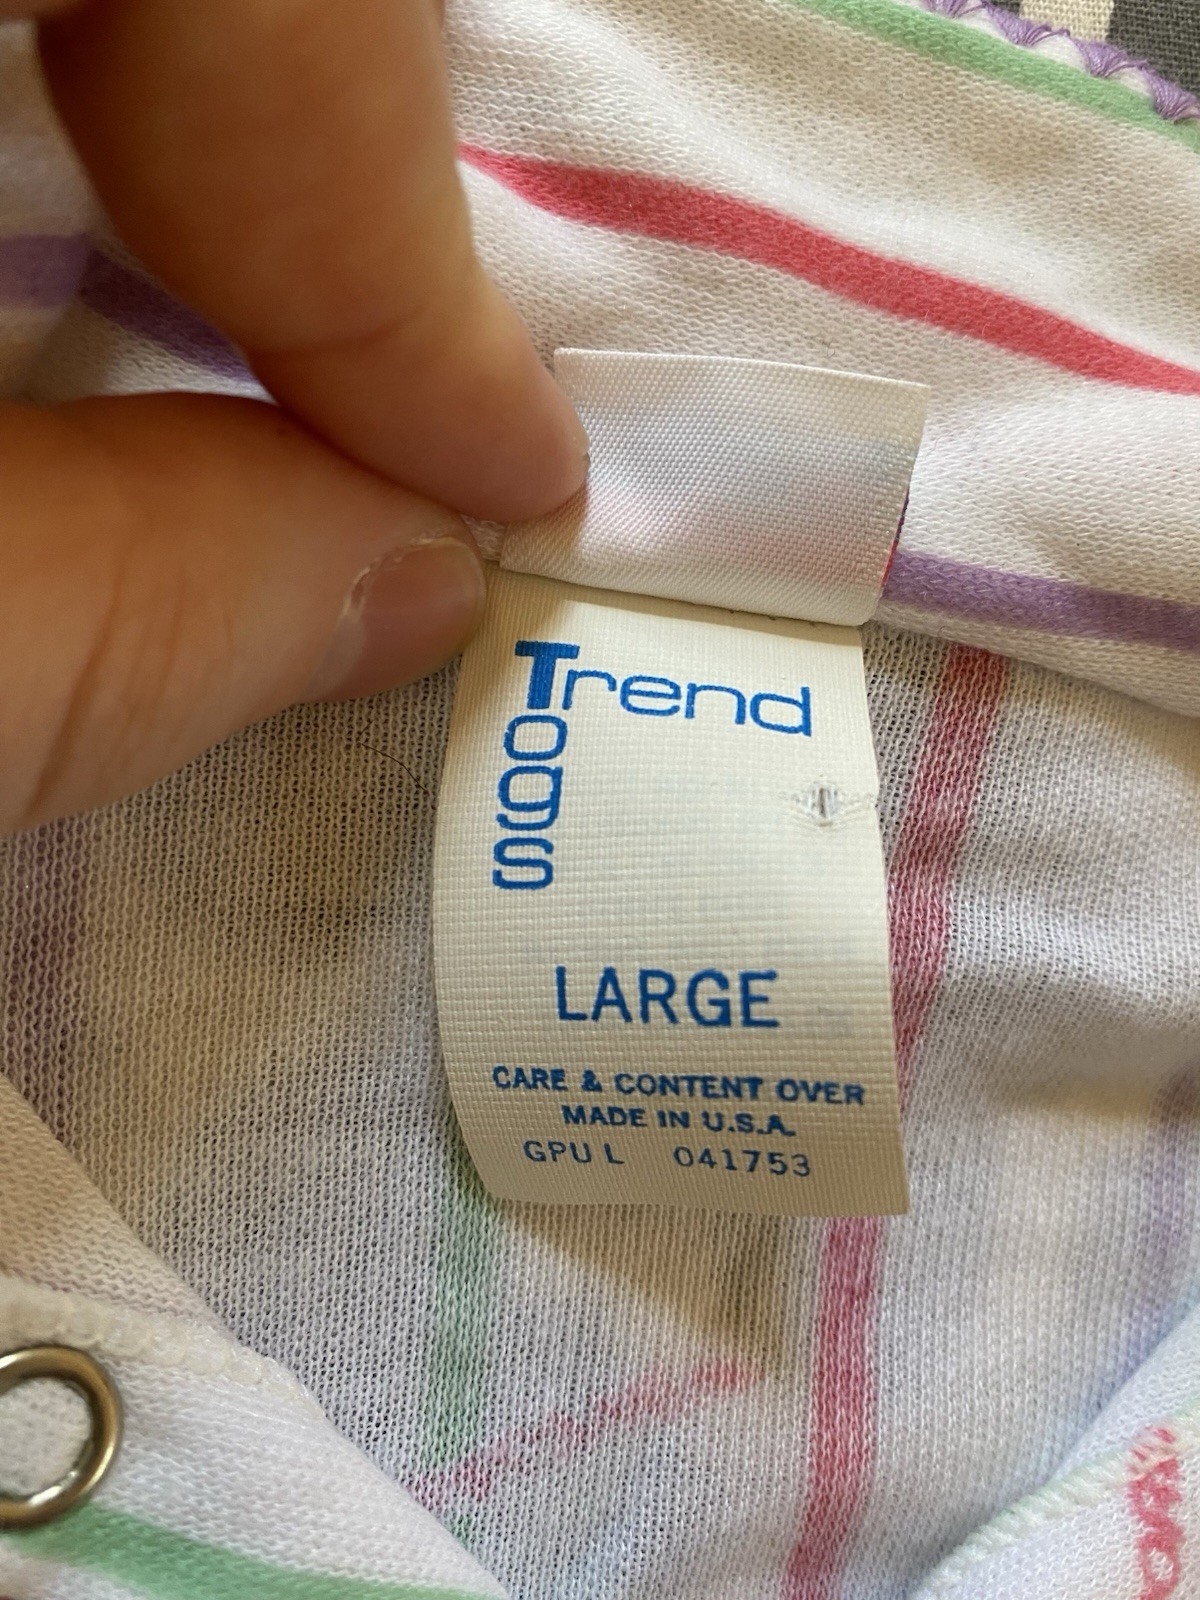 Trend
Togs
LARGE
CARE & CONTENT OVER
MADE IN U.S.A.
GPU L 041753